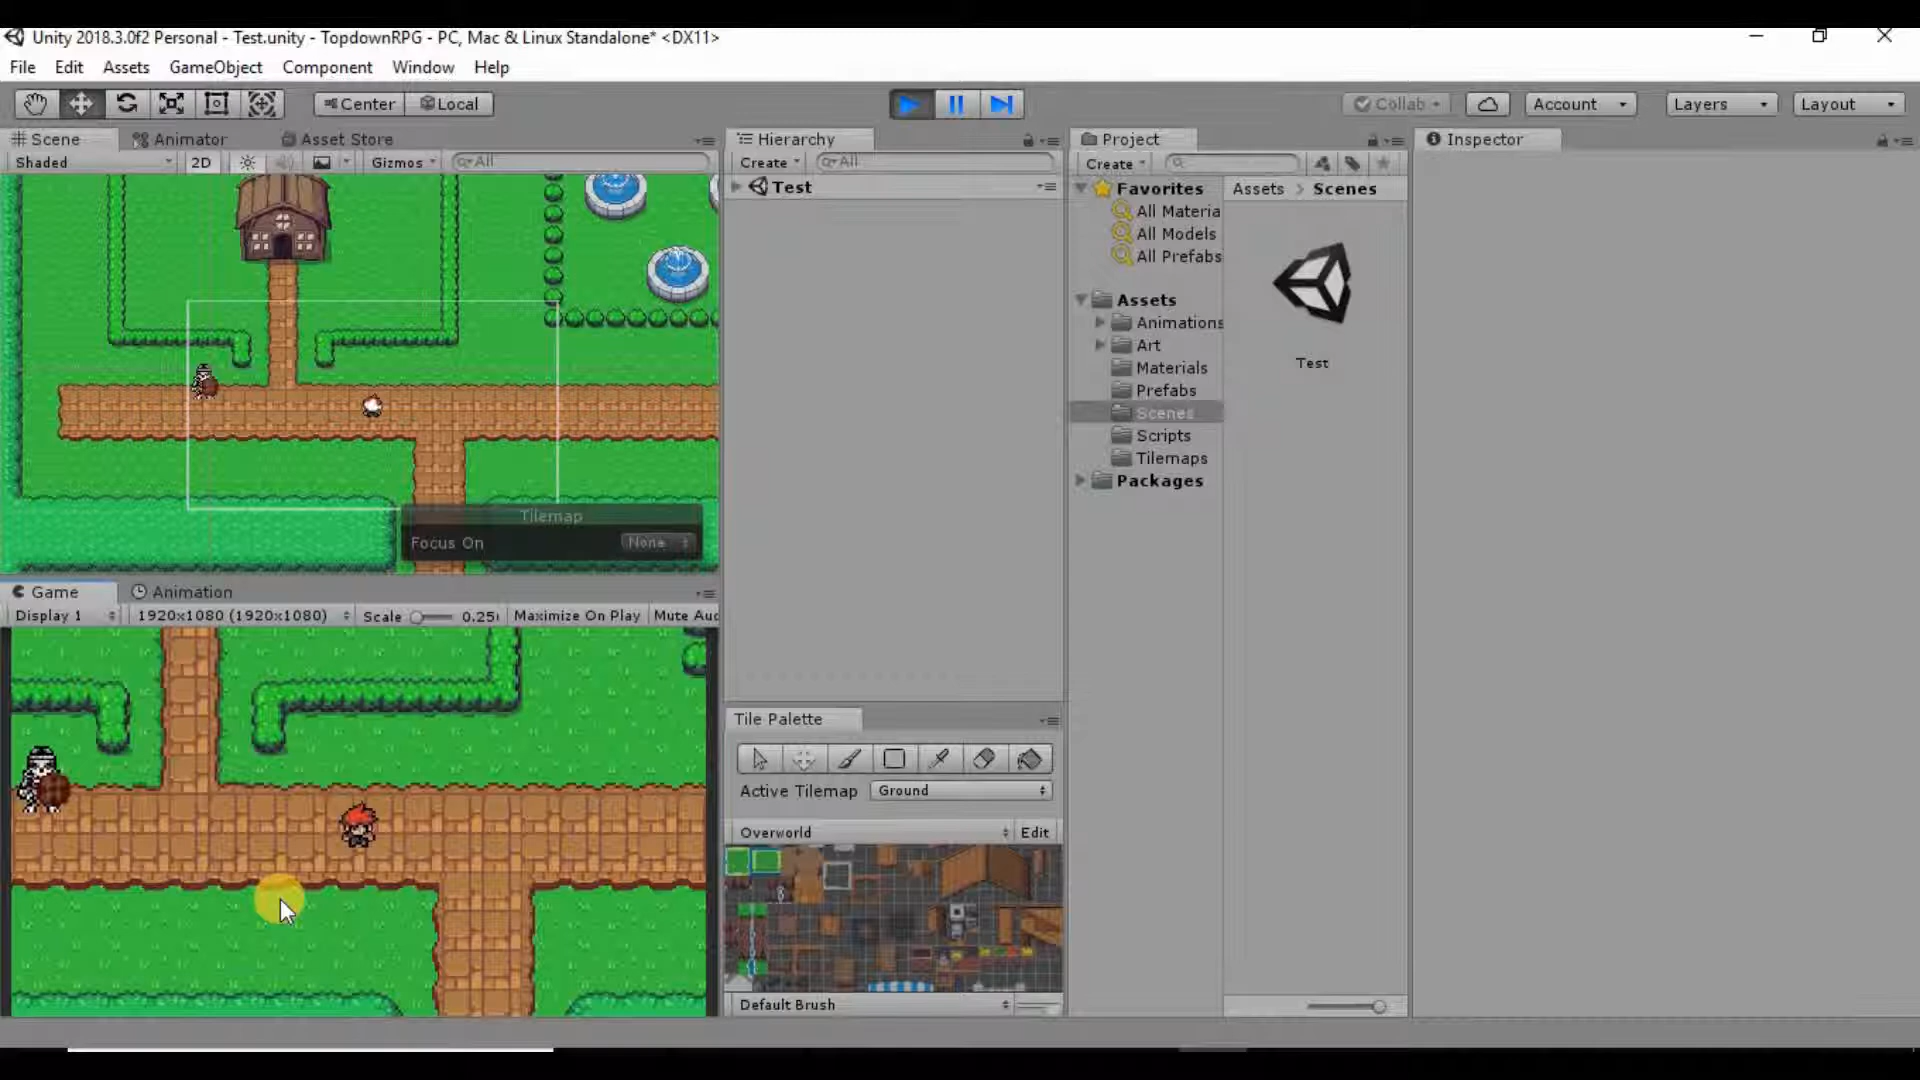 Unity 2018.3.0f2 Personal - Test.unity - TopdownRPG - PC, Mac & Linux Standalone* <DX11>
File Edit Assets GameObject Component Window Help
Center Local Collab Account Layers Layout
Scene Animator Asset Store
Shaded 2D Gizmos All
Tilemap
Focus On None
Game Animation
Display 1 1920x1080 (1920x1080) Scale Maximize On Play
Hierarchy
Create All
Test
Tile Palette
Active Tilemap Ground
Overworld Edit
Default Brush
Project
Create
Favorites
All Materia
All Models
All Prefabs
Assets
Animations
Art
Materials
Prefabs
Scenes
Scripts
Tilemaps
Packages
Assets > Scenes
Test
Inspector